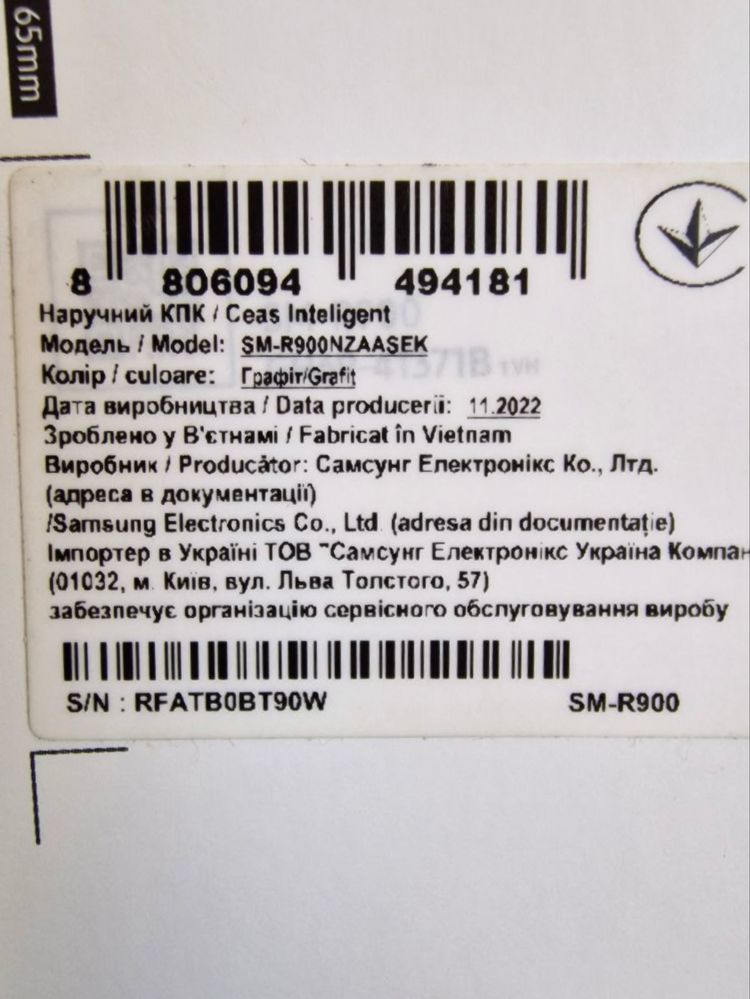 65mm
8 806094 494181
Наручний КПК / Ceas Inteligent
Модель / Model: SM-R900NZAASEK
Колір / culoare: Графіт/Grafit
Дата виробництва / Data producerii: 11.2022
Зроблено у В'єтнамі / Fabricat în Vietnam
Виробник / Producător: Самсунг Електронікс Ко., Лтд.
(адреса в документації)
/Samsung Electronics Co., Ltd (adresa din documentație)
Імпортер в Україні ТОВ "Самсунг Електронікс Україна Компан
(01032, м. Київ, вул. Льва Толстого, 57)
забезпечує організацію сервісного обслуговування виробу
S/N : RFATB0BT90W SM-R900